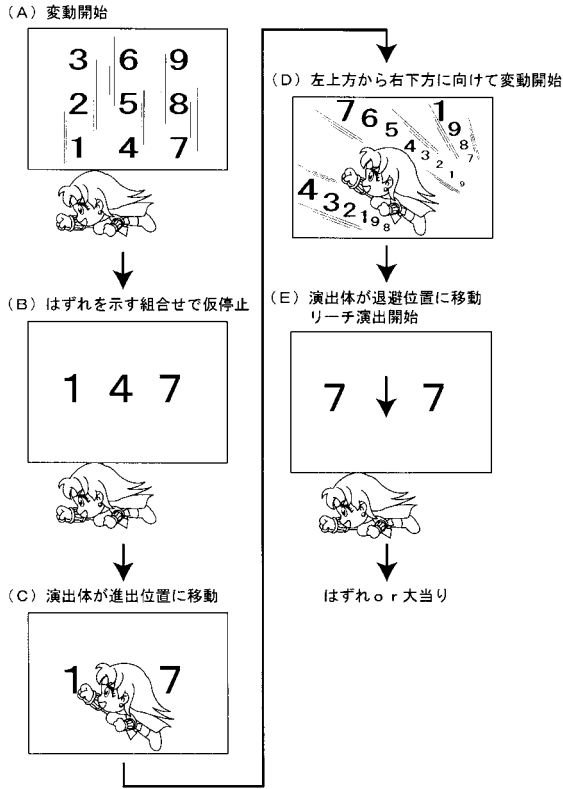 (A) 変動開始
3 6 9
2 5 8
1 4 7
(B) はずれを示す組合せで仮停止
1 4 7
(C) 演出体が進出位置に移動
1 7
(D) 左上方から右下方に向けて変動開始
7 6 5 4 3 2 1 9
1 9 8 7
4 3 2 1 9 8
(E) 演出体が退避位置に移動
リーチ演出開始
7 7
はずれor大当り